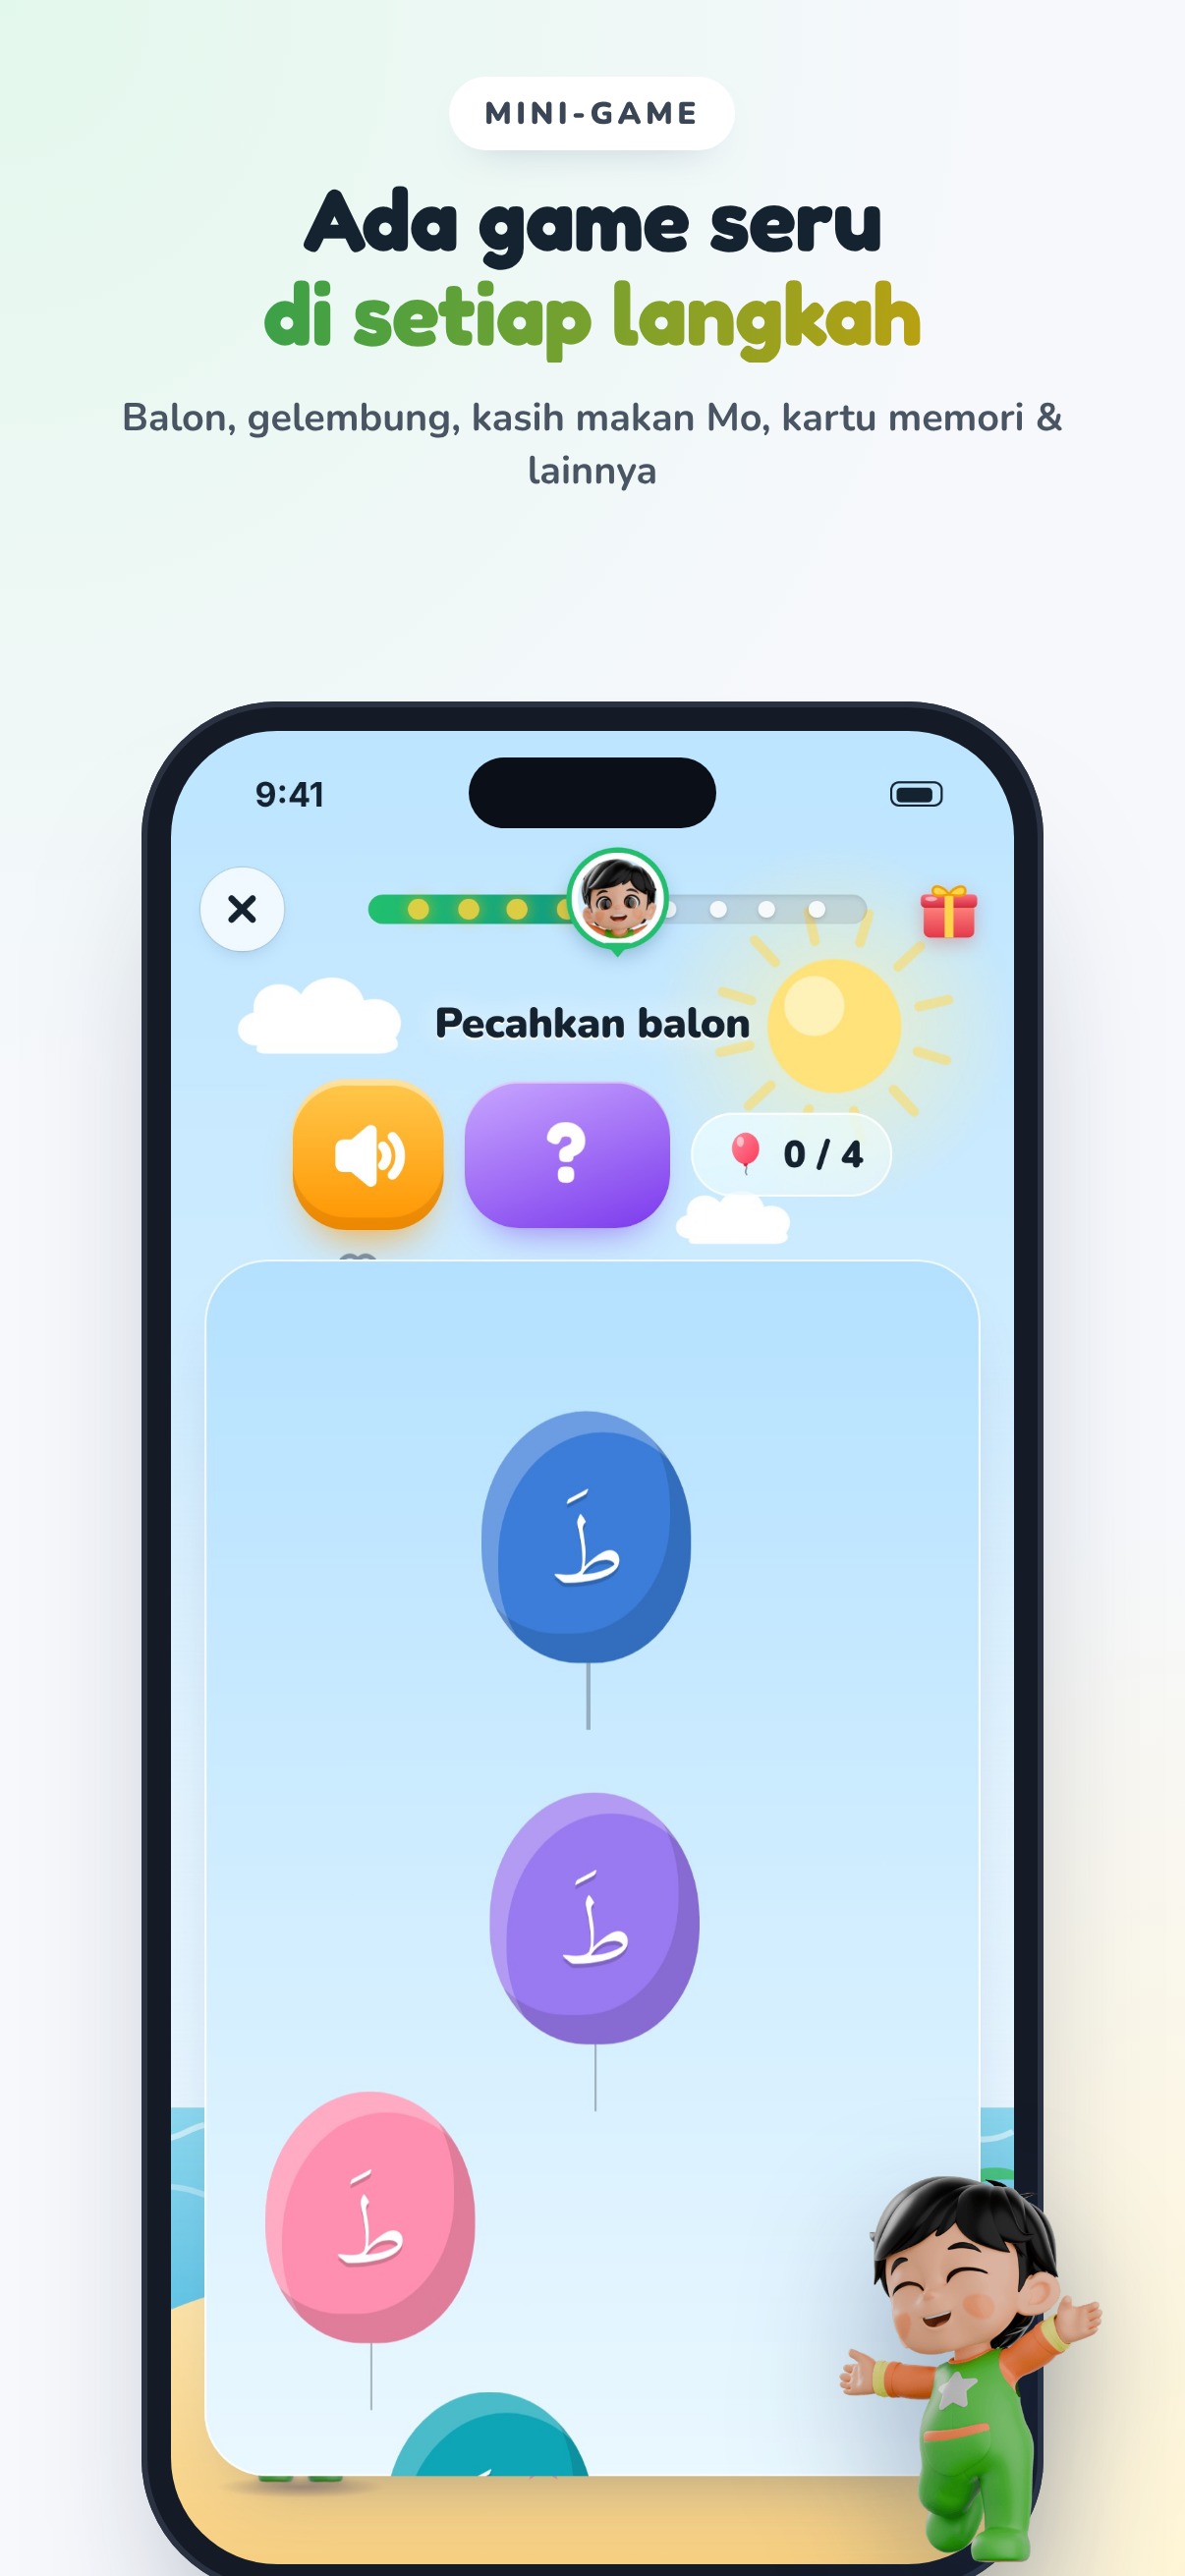 MINI-GAME
Ada game seru
di setiap langkah
Balon, gelembung, kasih makan Mo, kartu memori &
lainnya
9:41
Pecahkan balon
?
0 / 4
طَ
طَ
طَ